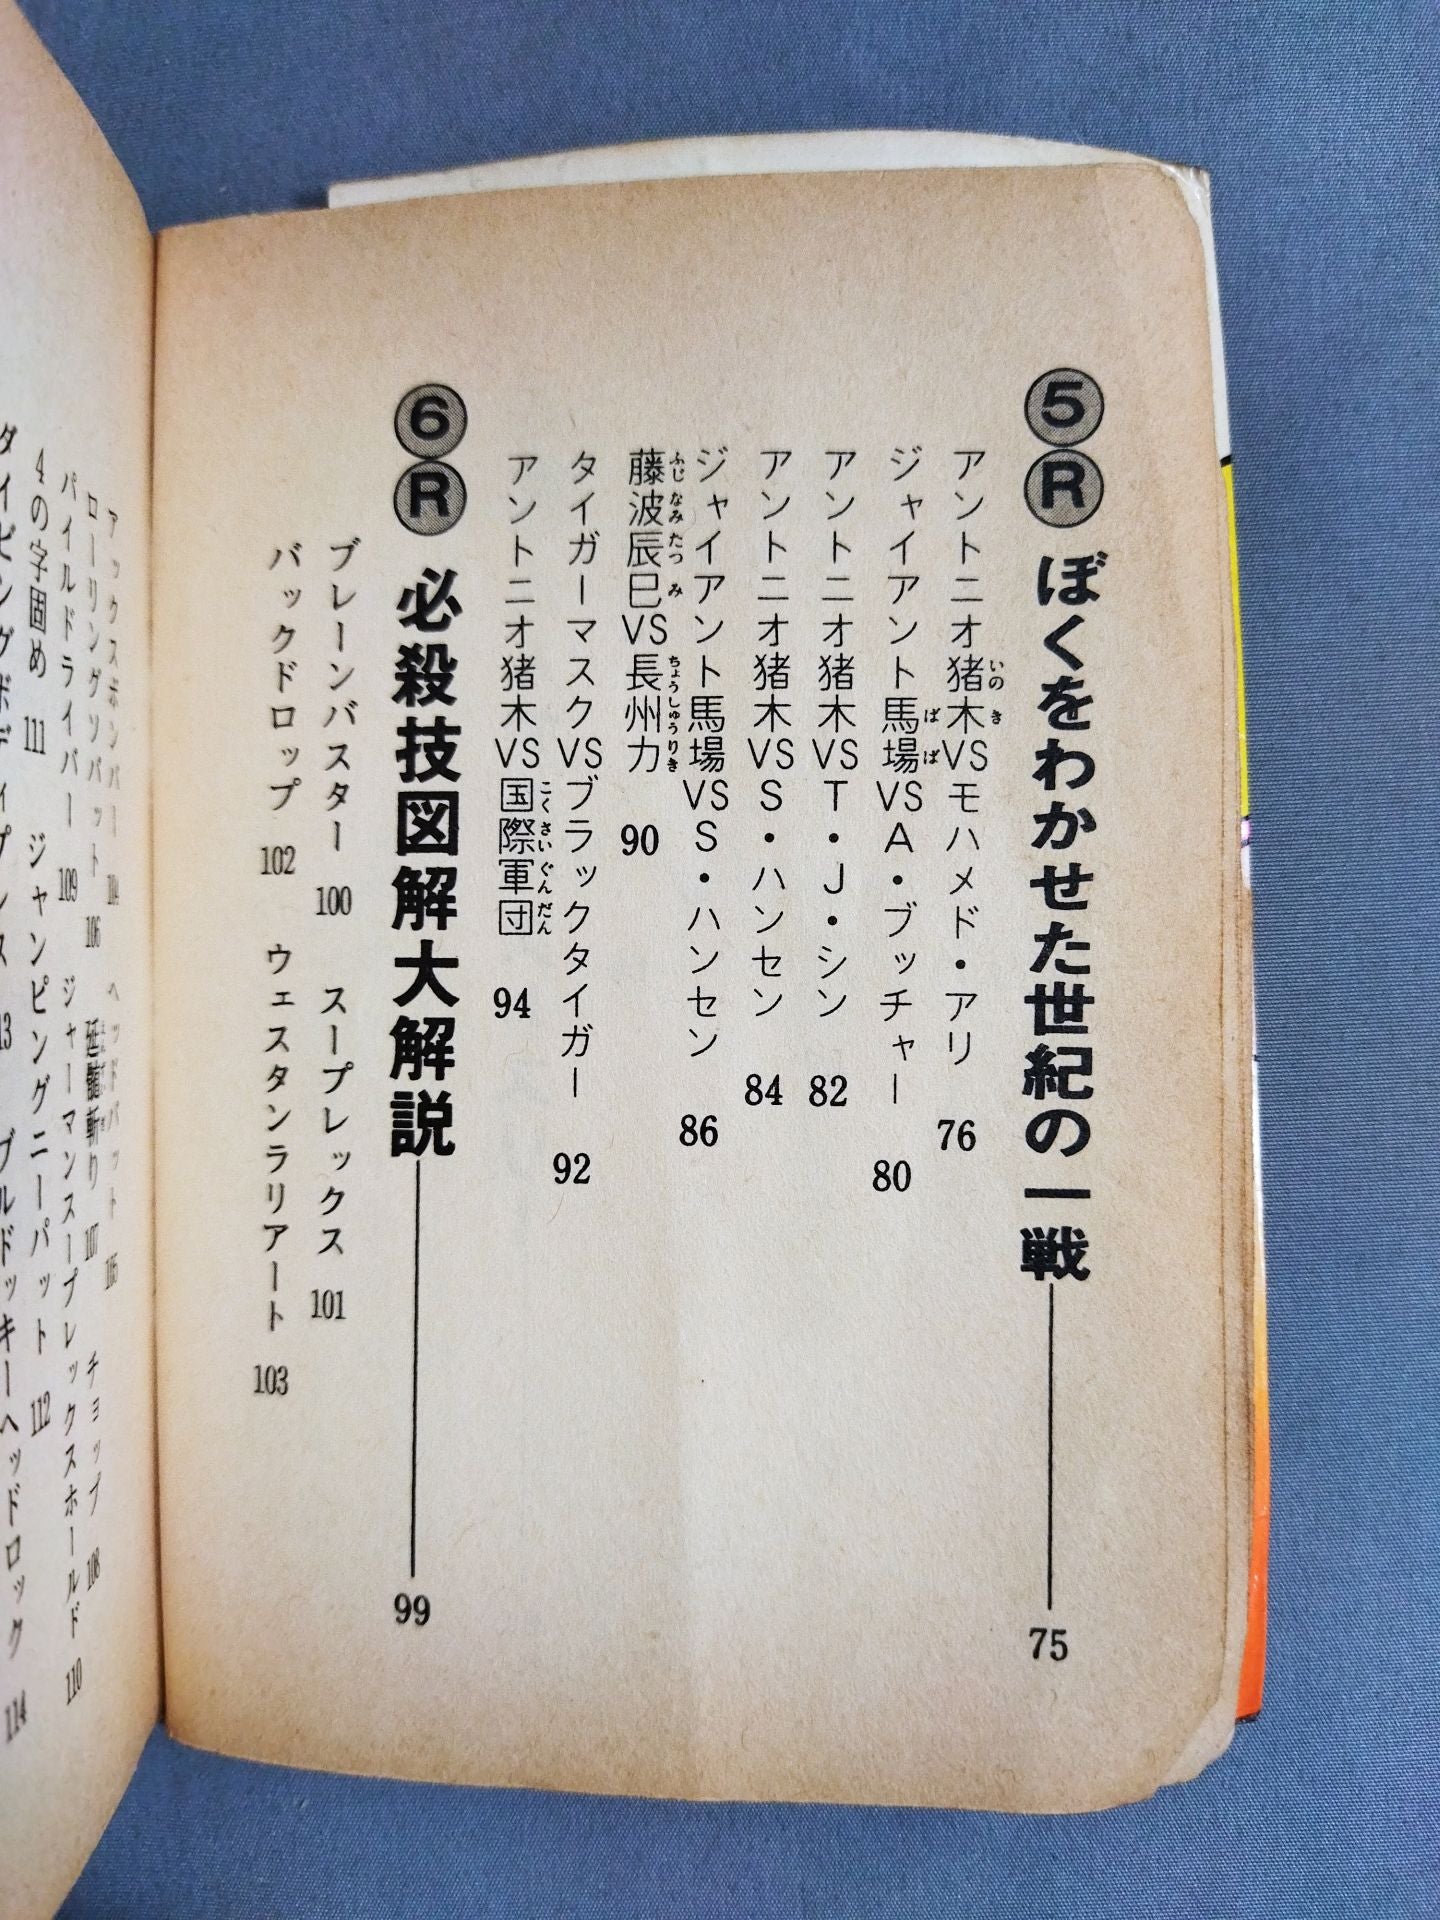 5R ぼくをわかせた世紀の一戦 75
アントニオ猪木VSモハメド・アリ 76
ジャイアント馬場VSA・ブッチャー 80
アントニオ猪木VST・J・シン 82
アントニオ猪木VSS・ハンセン 84
ジャイアント馬場VSS・ハンセン 86
藤波辰巳VS長州力 90
タイガーマスクVSブラックタイガー 92
アントニオ猪木VS国際軍団 94
6R 必殺技図解大解説 99
ブレーンバスター 100 スープレックス 101
バックドロップ 102 ウェスタンラリアート 103
アックスボンバー 104 ヘッドバット 105
ローリングソバット 106 延髄斬り 107 チョップ 108
パイルドライバー 109 ジャーマンスープレックスホールド 110
4の字固め 111 ジャンピングニーパット 112
ブルドッキングヘッドロック 114